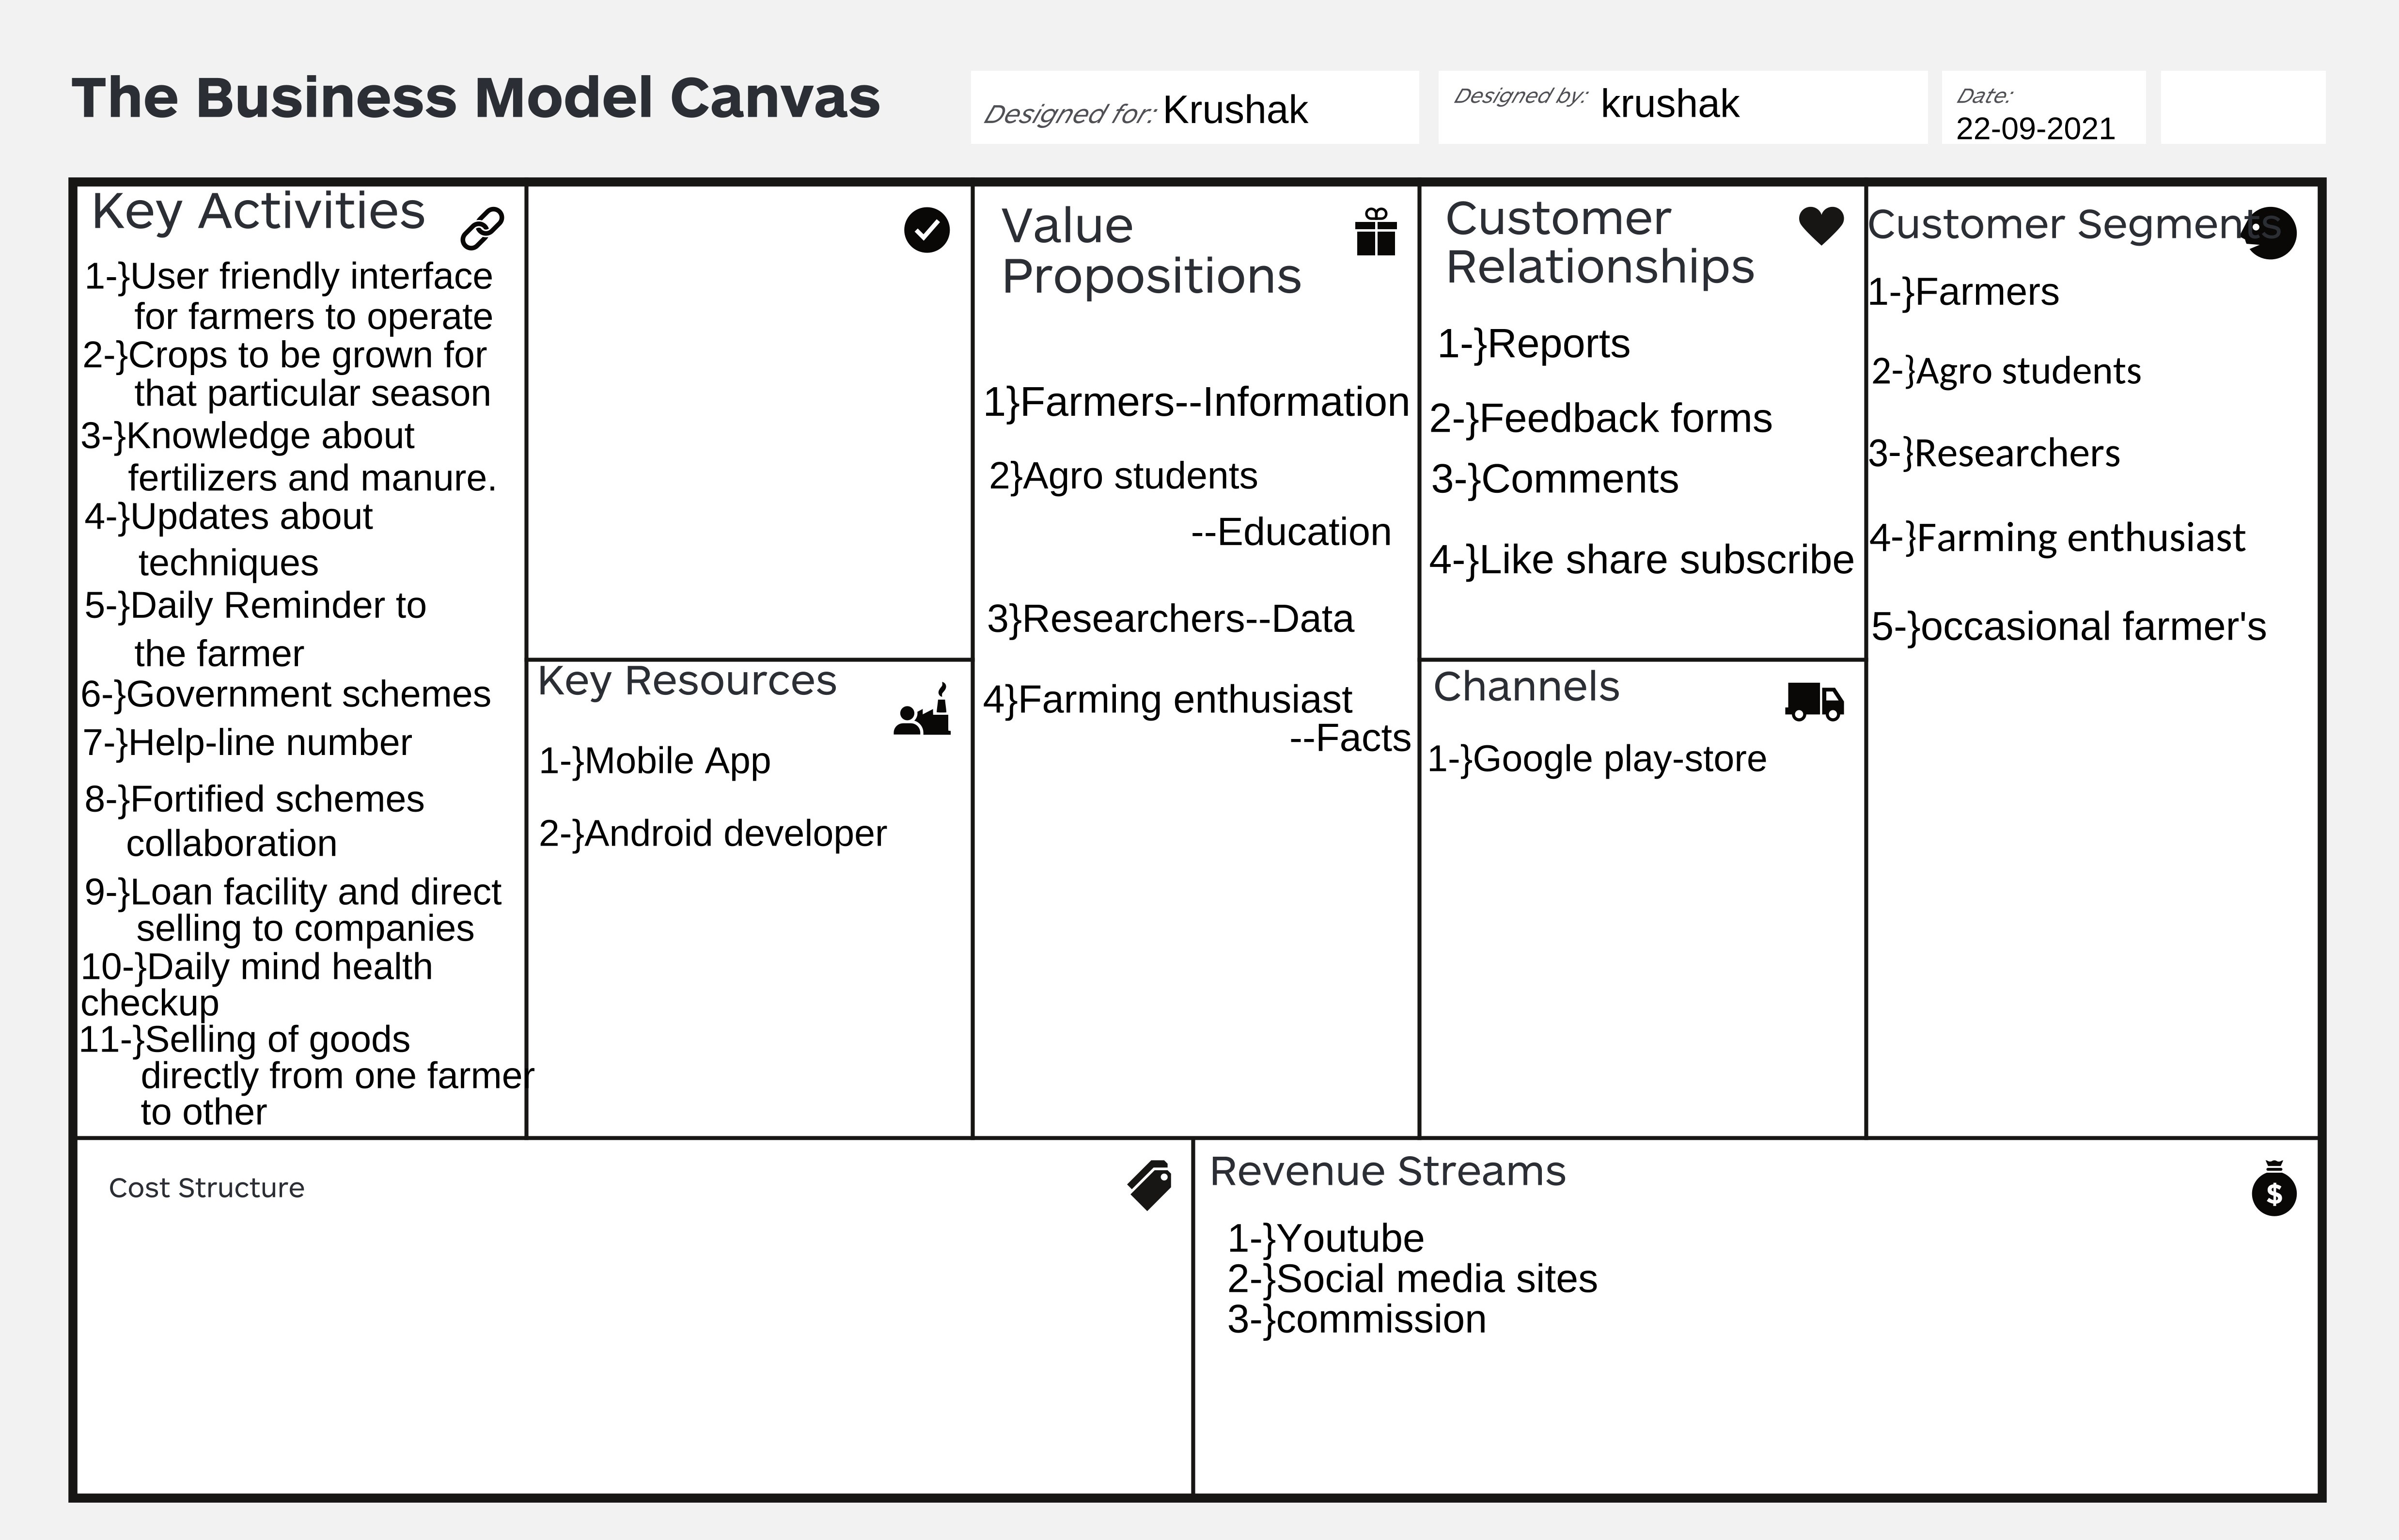 The Business Model Canvas
Designed for: Krushak
Designed by: krushak
Date:
22-09-2021
Key Activities
1-}User friendly interface
for farmers to operate
2-}Crops to be grown for
that particular season
3-}Knowledge about
fertilizers and manure.
4-}Updates about
techniques
5-}Daily Reminder to
the farmer
6-}Government schemes
7-}Help-line number
8-}Fortified schemes
collaboration
9-}Loan facility and direct
selling to companies
10-}Daily mind health
checkup
11-}Selling of goods
directly from one farmer
to other
Key Resources
1-}Mobile App
2-}Android developer
Value
Propositions
1}Farmers--Information
2}Agro students
--Education
3}Researchers--Data
4}Farming enthusiast
--Facts
Customer
Relationships
1-}Reports
2-}Feedback forms
3-}Comments
4-}Like share subscribe
Channels
1-}Google play-store
Customer Segments
1-}Farmers
2-}Agro students
3-}Researchers
4-}Farming enthusiast
5-}occasional farmer's
Cost Structure
Revenue Streams
$
1-}Youtube
2-}Social media sites
3-}commission